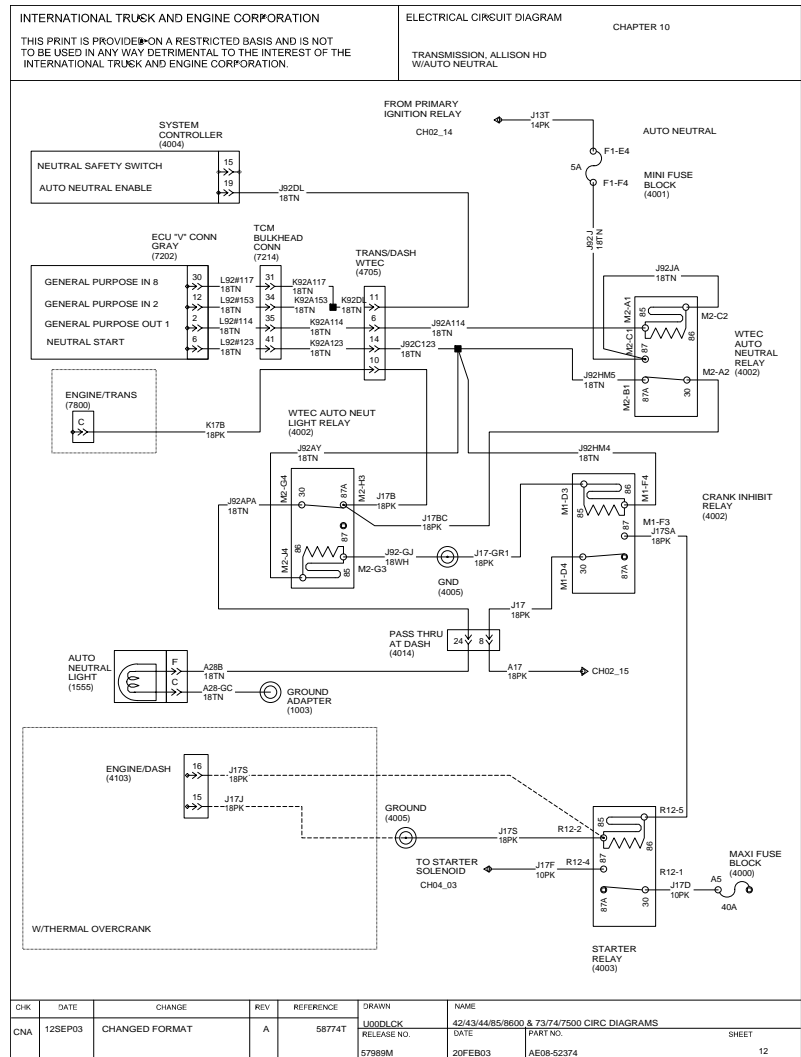 INTERNATIONAL TRUCK AND ENGINE CORPORATION
THIS PRINT IS PROVIDED ON A RESTRICTED BASIS AND IS NOT
TO BE USED IN ANY WAY DETRIMENTAL TO THE INTEREST OF THE
INTERNATIONAL TRUCK AND ENGINE CORPORATION.
ELECTRICAL CIRCUIT DIAGRAM
CHAPTER 10
TRANSMISSION, ALLISON HD
W/AUTO NEUTRAL
FROM PRIMARY
IGNITION RELAY
CH02_14
J13T
14PK
AUTO NEUTRAL
F1-E4
5A
F1-F4
MINI FUSE
BLOCK
(4001)
SYSTEM
CONTROLLER
(4004)
NEUTRAL SAFETY SWITCH
15
AUTO NEUTRAL ENABLE
19
J92DL
18TN
J92J
18TN
ECU "V" CONN
GRAY
(7202)
TCM
BULKHEAD
CONN
(7214)
TRANS/DASH
WTEC
(4705)
GENERAL PURPOSE IN 8
30
L92#117
18TN
31
K92A117
18TN
GENERAL PURPOSE IN 2
12
L92#153
18TN
34
K92A153
18TN
K92DL
11
GENERAL PURPOSE OUT 1
2
L92#114
18TN
35
K92A114
18TN
6
J92A114
18TN
NEUTRAL START
6
L92#123
18TN
41
K92A123
18TN
14
J92C123
18TN
10
J92JA
18TN
M2-A1
85
M2-C2
M2-C1
87
86
WTEC
AUTO
NEUTRAL
RELAY
(4002)
J92HM5
18TN
M2-B1
87A
30
M2-A2
ENGINE/TRANS
(7800)
C
K17B
18PK
WTEC AUTO NEUT
LIGHT RELAY
(4002)
J92AY
18TN
J92HM4
18TN
J92APA
18TN
M2-G4
30
87A
M2-H3
J17B
18PK
J17BC
18PK
87
M2-J4
86
85
M2-G3
J92-GJ
18WH
GND
(4005)
J17-GR1
18PK
M1-D3
85
86
M1-F4
CRANK INHIBIT
RELAY
(4002)
87
M1-F3
J17SA
18PK
M1-D4
30
87A
J17
18PK
PASS THRU
AT DASH
(4014)
24
8
A17
18PK
CH02_15
AUTO
NEUTRAL
LIGHT
(1555)
F
C
A28B
18TN
A28-GC
18TN
GROUND
ADAPTER
(1003)
ENGINE/DASH
(4103)
16
J17S
18PK
15
J17J
18PK
GROUND
(4005)
J17S
18PK
R12-2
85
86
R12-5
TO STARTER
SOLENOID
CH04_03
J17F
10PK
R12-4
87
87A
30
R12-1
J17D
10PK
A5
40A
MAXI FUSE
BLOCK
(4000)
W/THERMAL OVERCRANK
STARTER
RELAY
(4003)
CHK DATE CHANGE REV REFERENCE DRAWN NAME
CNA 12SEP03 CHANGED FORMAT A 58774T U00DLCK 42/43/44/85/8600 & 73/74/7500 CIRC DIAGRAMS
RELEASE NO. DATE PART NO. SHEET
57989M 20FEB03 AE08-52374 12